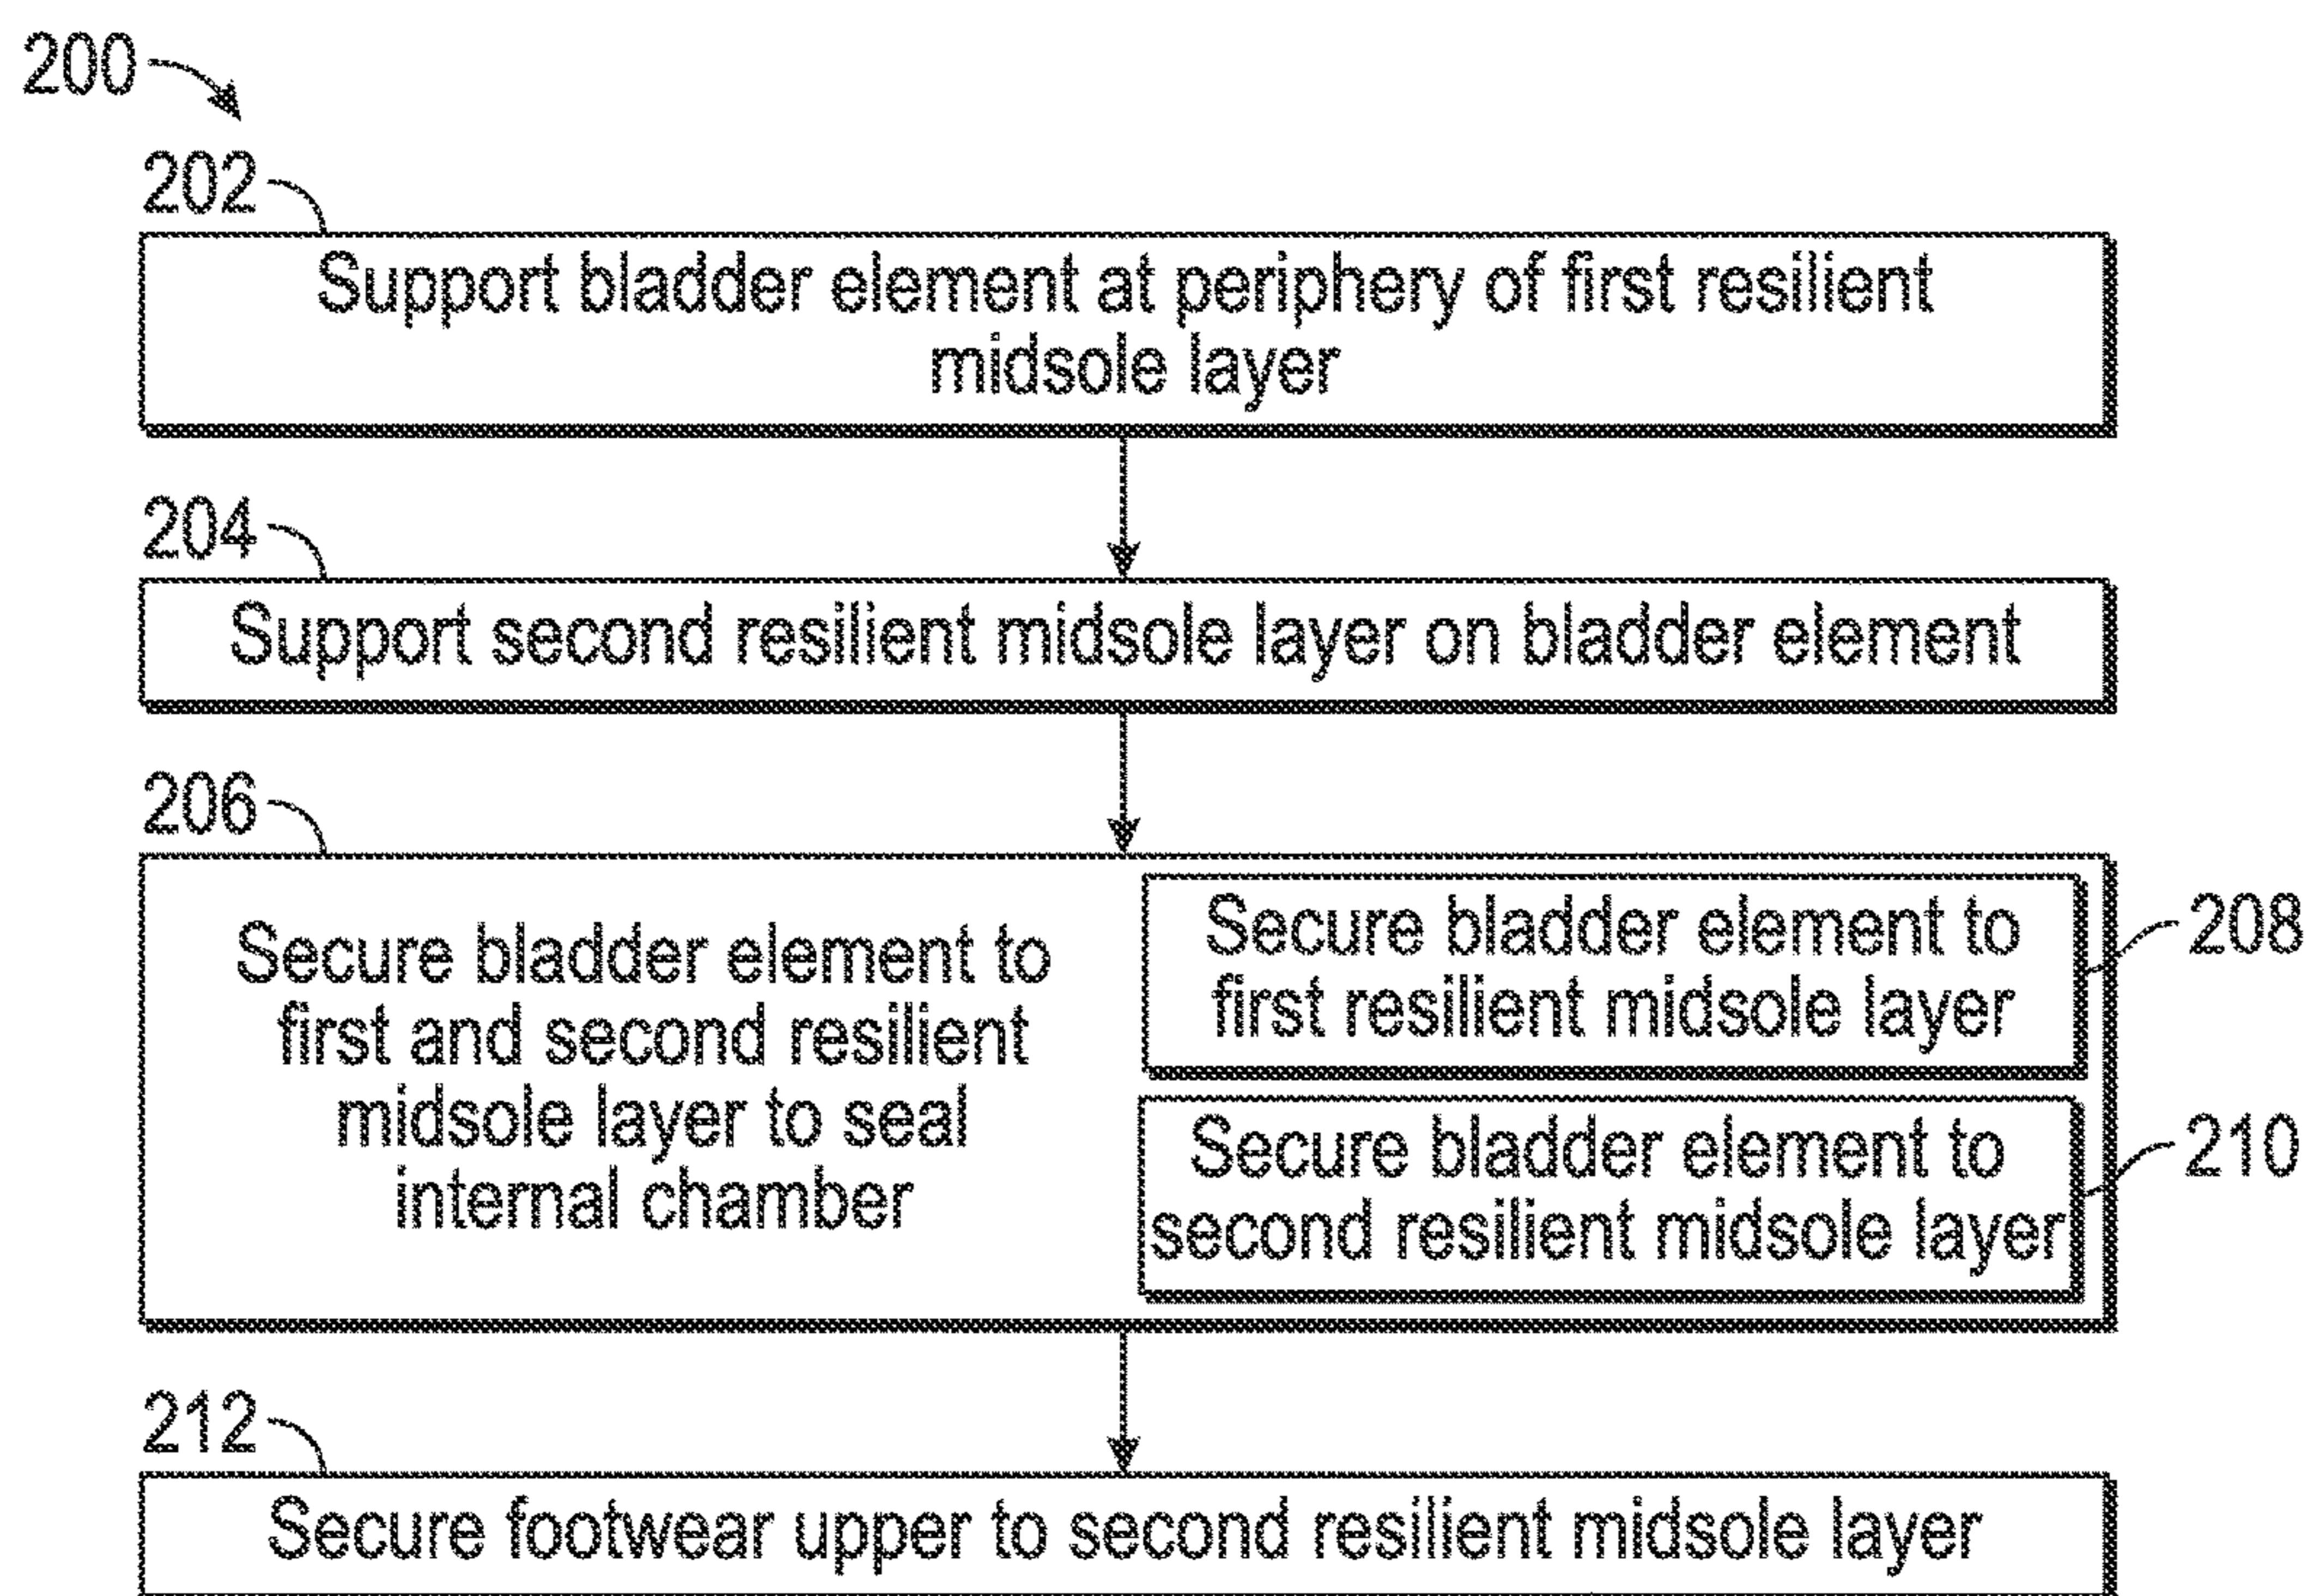 200
202
Support bladder element at periphery of first resilient
midsole layer
204
Support second resilient midsole layer on bladder element
206
Secure bladder element to
first and second resilient
midsole layer to seal
internal chamber
Secure bladder element to
first resilient midsole layer
208
Secure bladder element to
second resilient midsole layer
210
212
Secure footwear upper to second resilient midsole layer